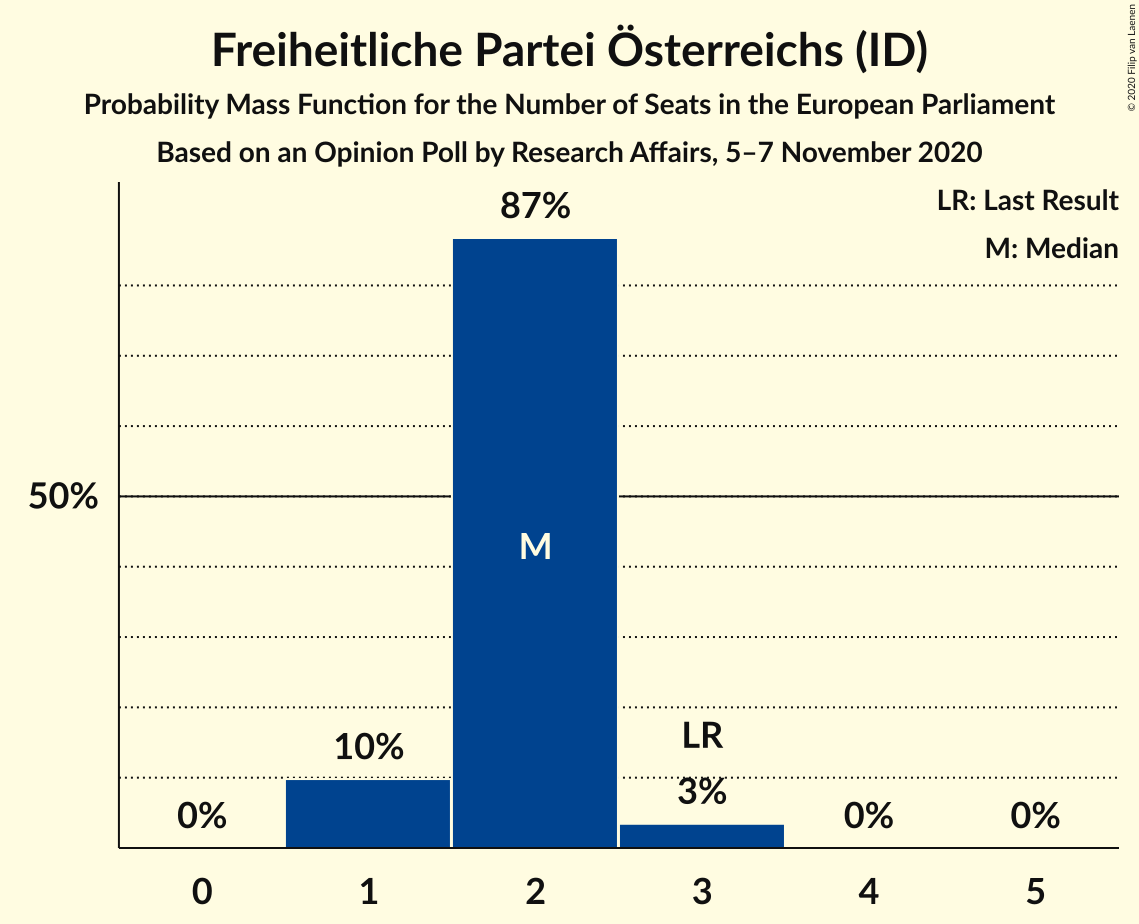 Freiheitliche Partei Österreichs (ID)
Probability Mass Function for the Number of Seats in the European Parliament
Based on an Opinion Poll by Research Affairs, 5–7 November 2020
© 2020 Filip van Laenen
LR: Last Result
M: Median
87%
50%
M
LR
10%
3%
0%
0%
0%
0 1 2 3 4 5